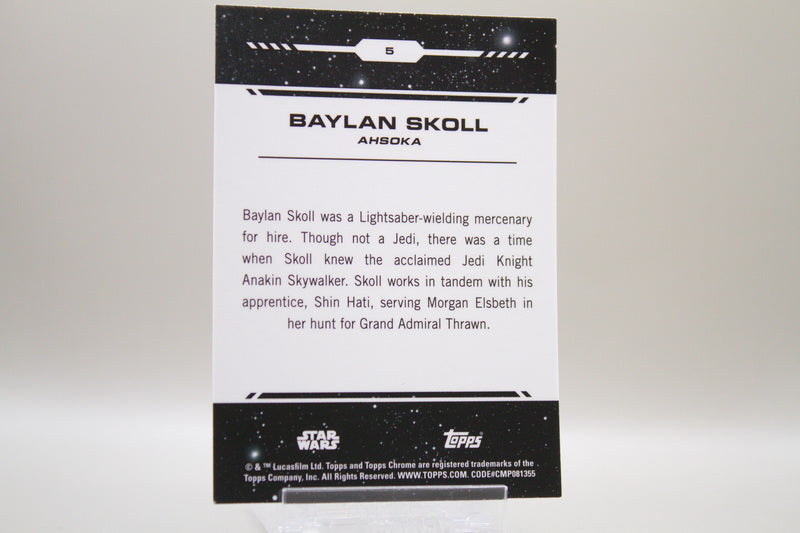 5
BAYLAN SKOLL
AHSOKA
Baylan Skoll was a Lightsaber-wielding mercenary
for hire. Though not a Jedi, there was a time
when Skoll knew the acclaimed Jedi Knight
Anakin Skywalker. Skoll works in tandem with his
apprentice, Shin Hati, serving Morgan Elsbeth in
her hunt for Grand Admiral Thrawn.
STAR
WARS
TOPPS
© & ™ Lucasfilm Ltd. Topps and Topps Chrome are registered trademarks of the
Topps Company, Inc. All Rights Reserved. WWW.TOPPS.COM. CODE#CMP081355